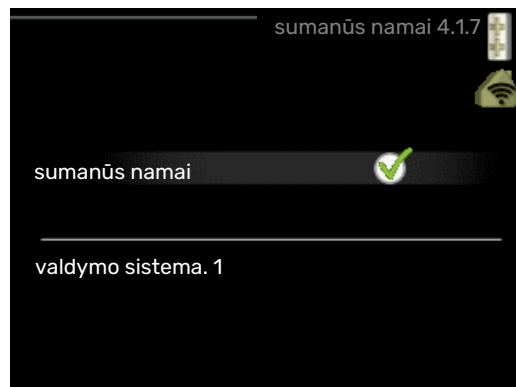 sumanūs namai 4.1.7
sumanūs namai
valdymo sistema. 1